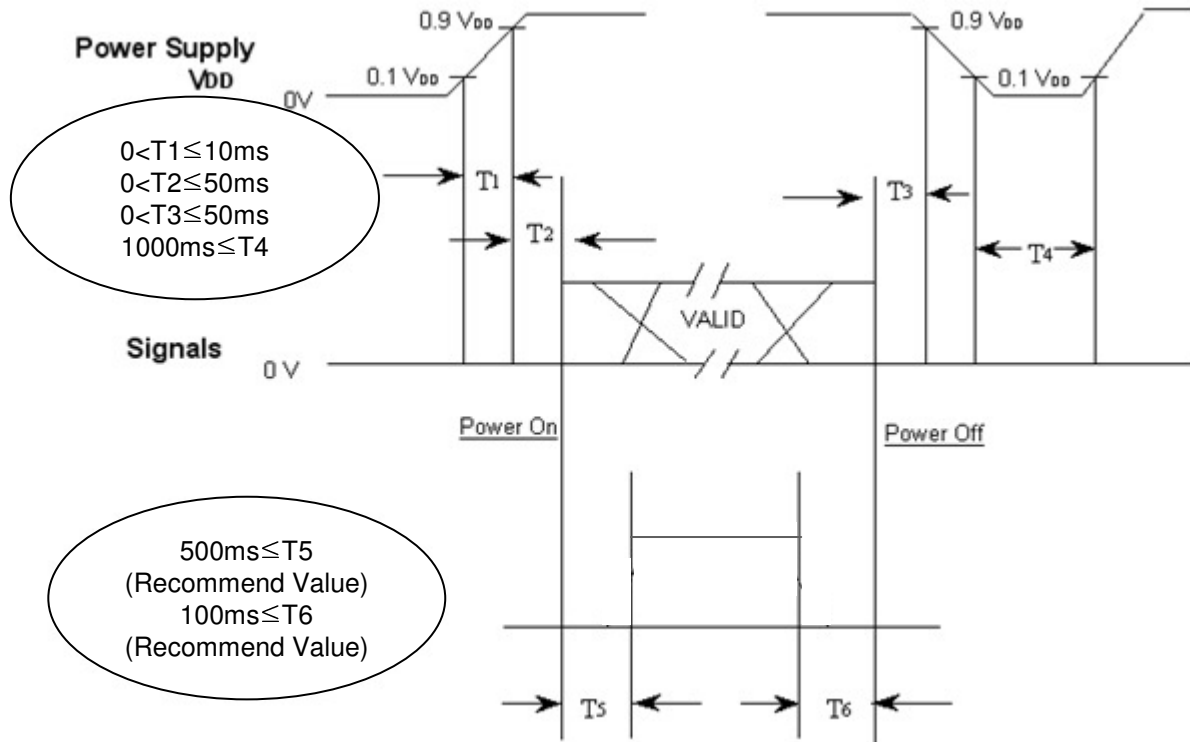 0.9 VDD
0.9 VDD
Power Supply
VDD
0.1 VDD
0.1 VDD
0V
0<T1≦10ms
0<T2≦50ms
0<T3≦50ms
1000ms≦T4
T1
T3
T2
T4
VALID
Signals
0 V
Power On
Power Off
500ms≦T5
(Recommend Value)
100ms≦T6
(Recommend Value)
T5
T6